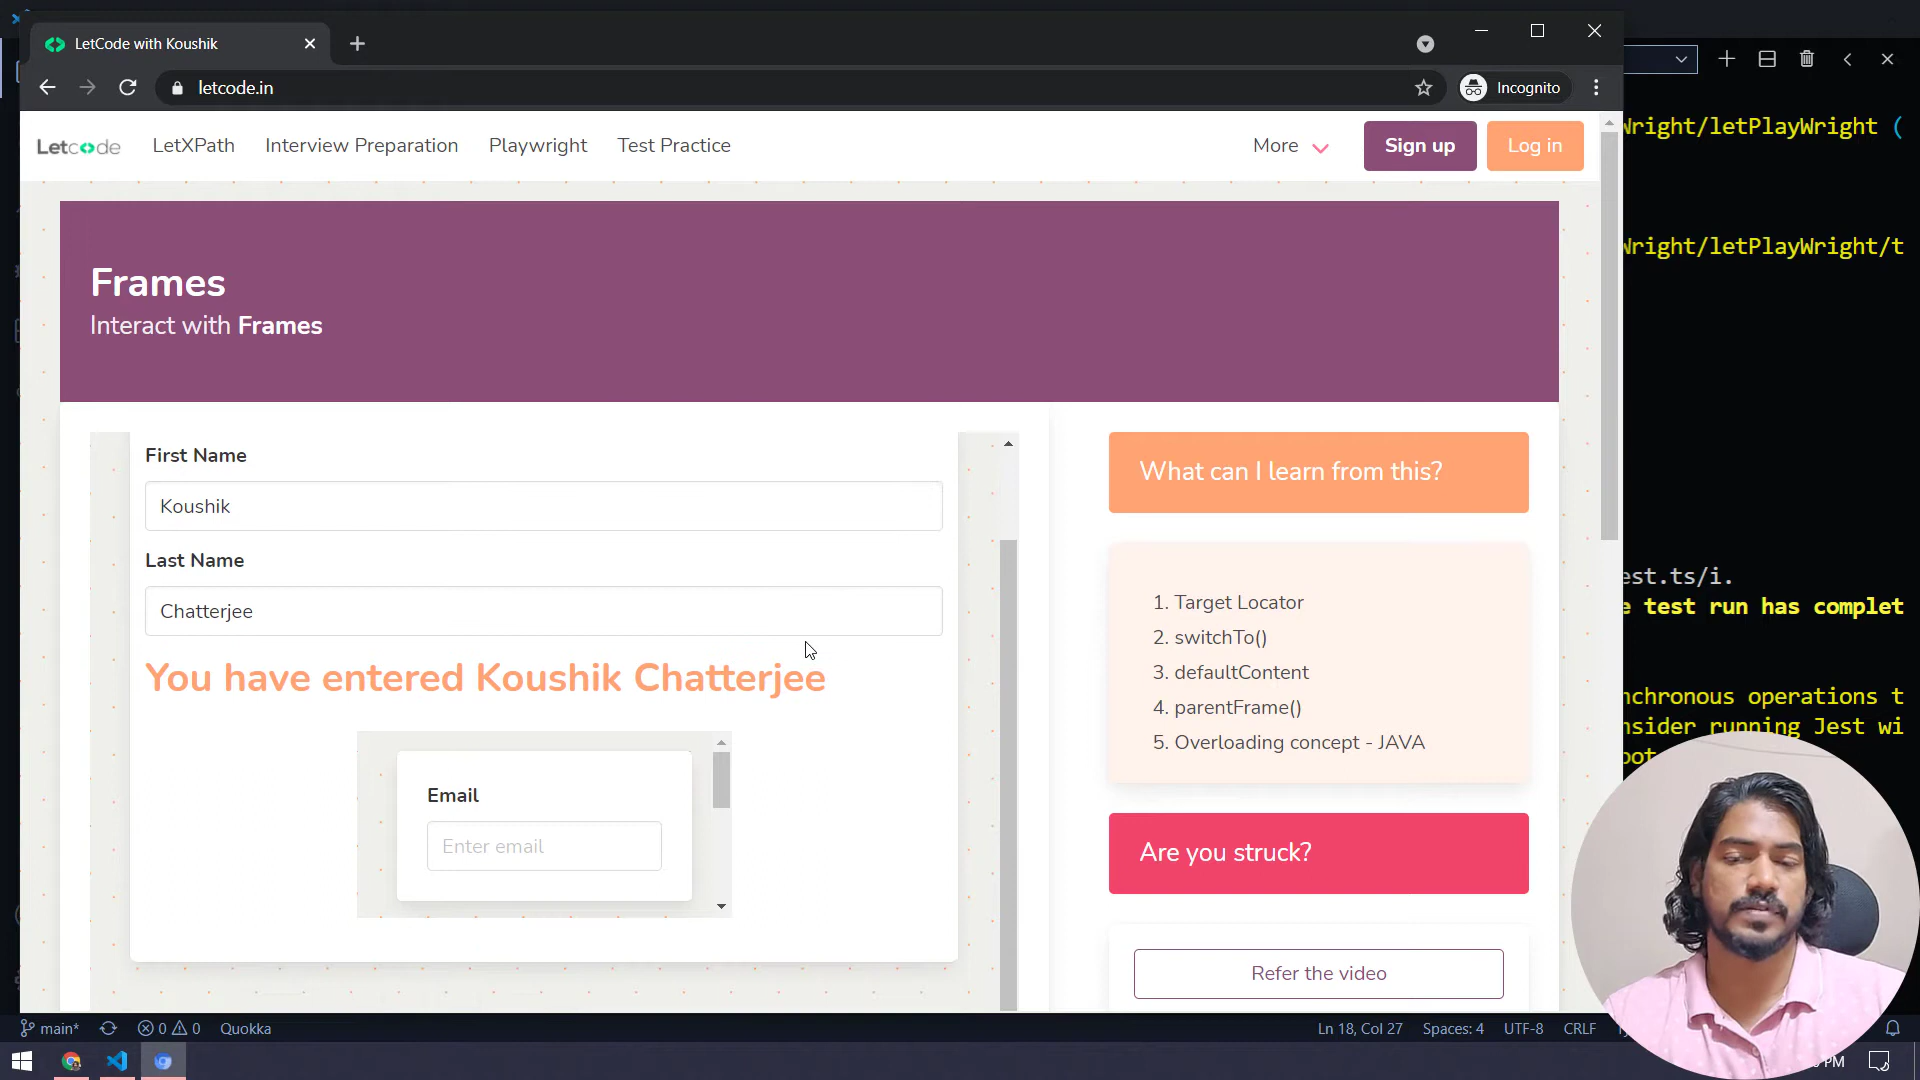 LetCode with Koushik
letcode.in
Incognito
Letcode
LetXPath
Interview Preparation
Playwright
Test Practice
More
Sign up
Log in
Frames
Interact with Frames
First Name
Koushik
Last Name
Chatterjee
You have entered Koushik Chatterjee
Email
Enter email
What can I learn from this?
1. Target Locator
2. switchTo()
3. defaultContent
4. parentFrame()
5. Overloading concept - JAVA
Are you struck?
Refer the video
Wright/letPlayWright (
Wright/letPlayWright/t
est.ts/i.
e test run has complet
nchronous operations t
nsider running Jest wi
main*
0
0
Quokka
Ln 18, Col 27
Spaces: 4
UTF-8
CRLF
PM